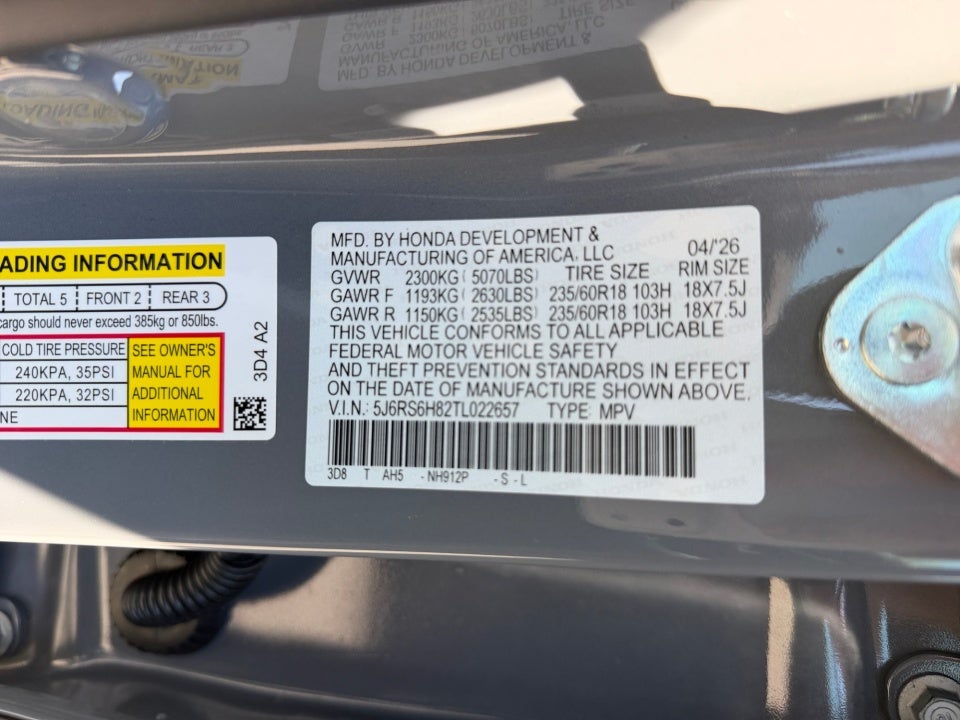 ADING INFORMATION
TOTAL 5 FRONT 2 REAR 3
cargo should never exceed 385kg or 850lbs.
COLD TIRE PRESSURE
240KPA, 35PSI
220KPA, 32PSI
NE
SEE OWNER'S
MANUAL FOR
ADDITIONAL
INFORMATION
3D4 A2
MFD. BY HONDA DEVELOPMENT &
MANUFACTURING OF AMERICA, LLC 04/'26
GVWR 2300KG ( 5070LBS) TIRE SIZE RIM SIZE
GAWR F 1193KG ( 2630LBS) 235/60R18 103H 18X7.5J
GAWR R 1150KG ( 2535LBS) 235/60R18 103H 18X7.5J
THIS VEHICLE CONFORMS TO ALL APPLICABLE
FEDERAL MOTOR VEHICLE SAFETY
AND THEFT PREVENTION STANDARDS IN EFFECT
ON THE DATE OF MANUFACTURE SHOWN ABOVE.
V.I.N.: 5J6RS6H82TL022657 TYPE: MPV
3D8 T AH5 - NH912P - S - L